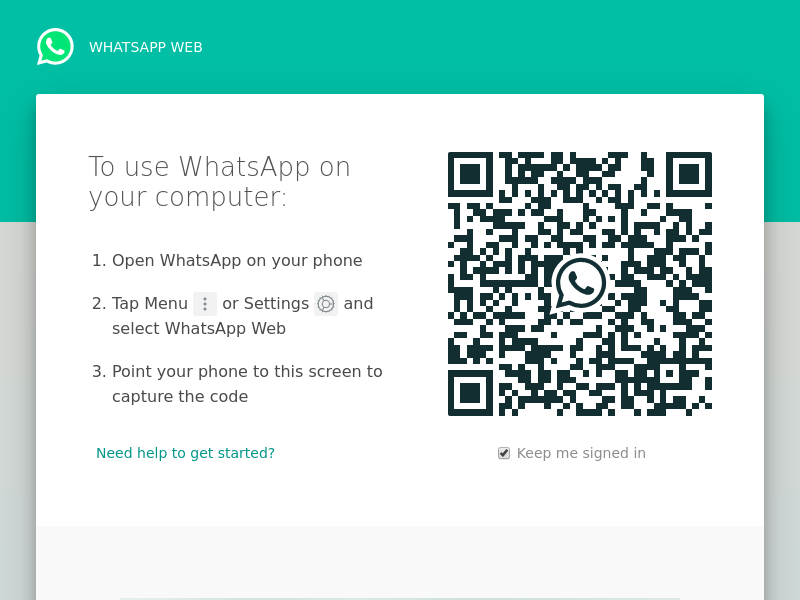 WHATSAPP WEB
To use WhatsApp on
your computer:
1. Open WhatsApp on your phone
2. Tap Menu or Settings and
select WhatsApp Web
3. Point your phone to this screen to
capture the code
Need help to get started?
Keep me signed in